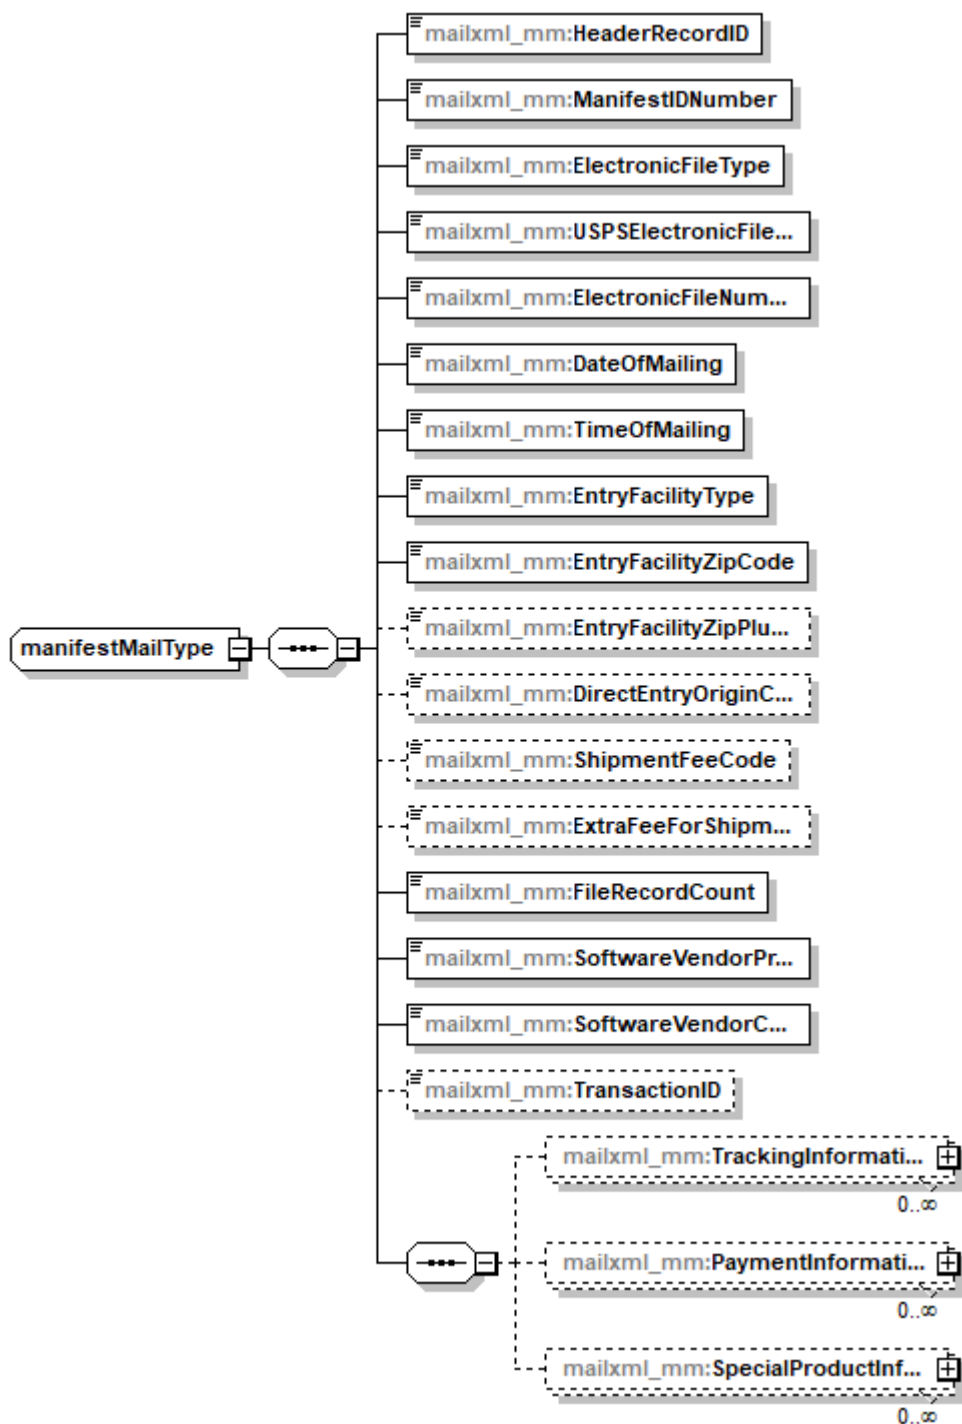 mailxml_mm:HeaderRecordID
mailxml_mm:ManifestIDNumber
mailxml_mm:ElectronicFileType
mailxml_mm:USPSElectronicFile...
mailxml_mm:ElectronicFileNum...
mailxml_mm:DateOfMailing
mailxml_mm:TimeOfMailing
mailxml_mm:EntryFacilityType
mailxml_mm:EntryFacilityZipCode
mailxml_mm:EntryFacilityZipPlu...
manifestMailType
mailxml_mm:DirectEntryOriginC...
mailxml_mm:ShipmentFeeCode
mailxml_mm:ExtraFeeForShipm...
mailxml_mm:FileRecordCount
mailxml_mm:SoftwareVendorPr...
mailxml_mm:SoftwareVendorC...
mailxml_mm:TransactionID
mailxml_mm:TrackingInformati...
0..∞
mailxml_mm:PaymentInformati...
0..∞
mailxml_mm:SpecialProductInf...
0..∞